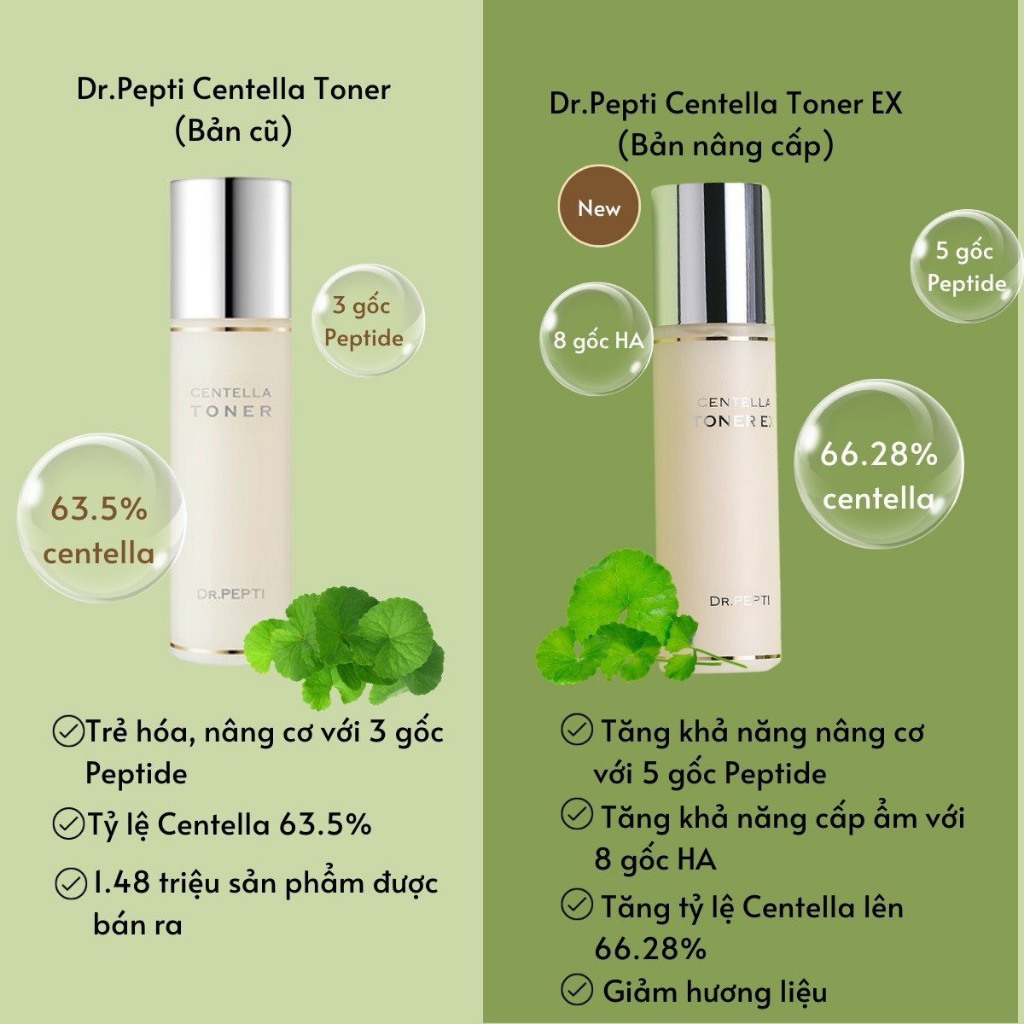 Dr.Pepti Centella Toner
(Bản cũ)
3 gốc
Peptide
CENTELLA
TONER
63.5%
centella
DR.PEPTI
Trẻ hóa, nâng cơ với 3 gốc
Peptide
Tỷ lệ Centella 63.5%
1.48 triệu sản phẩm được
bán ra
Dr.Pepti Centella Toner EX
(Bản nâng cấp)
New
5 gốc
Peptide
8 gốc HA
CENTELLA
TONER EX
66.28%
centella
DR.PEPTI
Tăng khả năng nâng cơ
với 5 gốc Peptide
Tăng khả năng cấp ẩm với
8 gốc HA
Tăng tỷ lệ Centella lên
66.28%
Giảm hương liệu